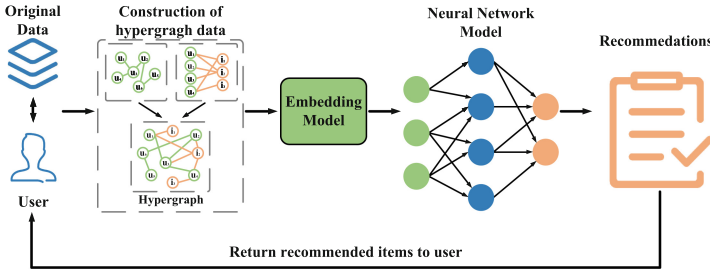 Original
Data
Construction of
hypergragh data
Neural Network
Model
Recommedations
Embedding
Model
Hypergraph
User
Return recommended items to user